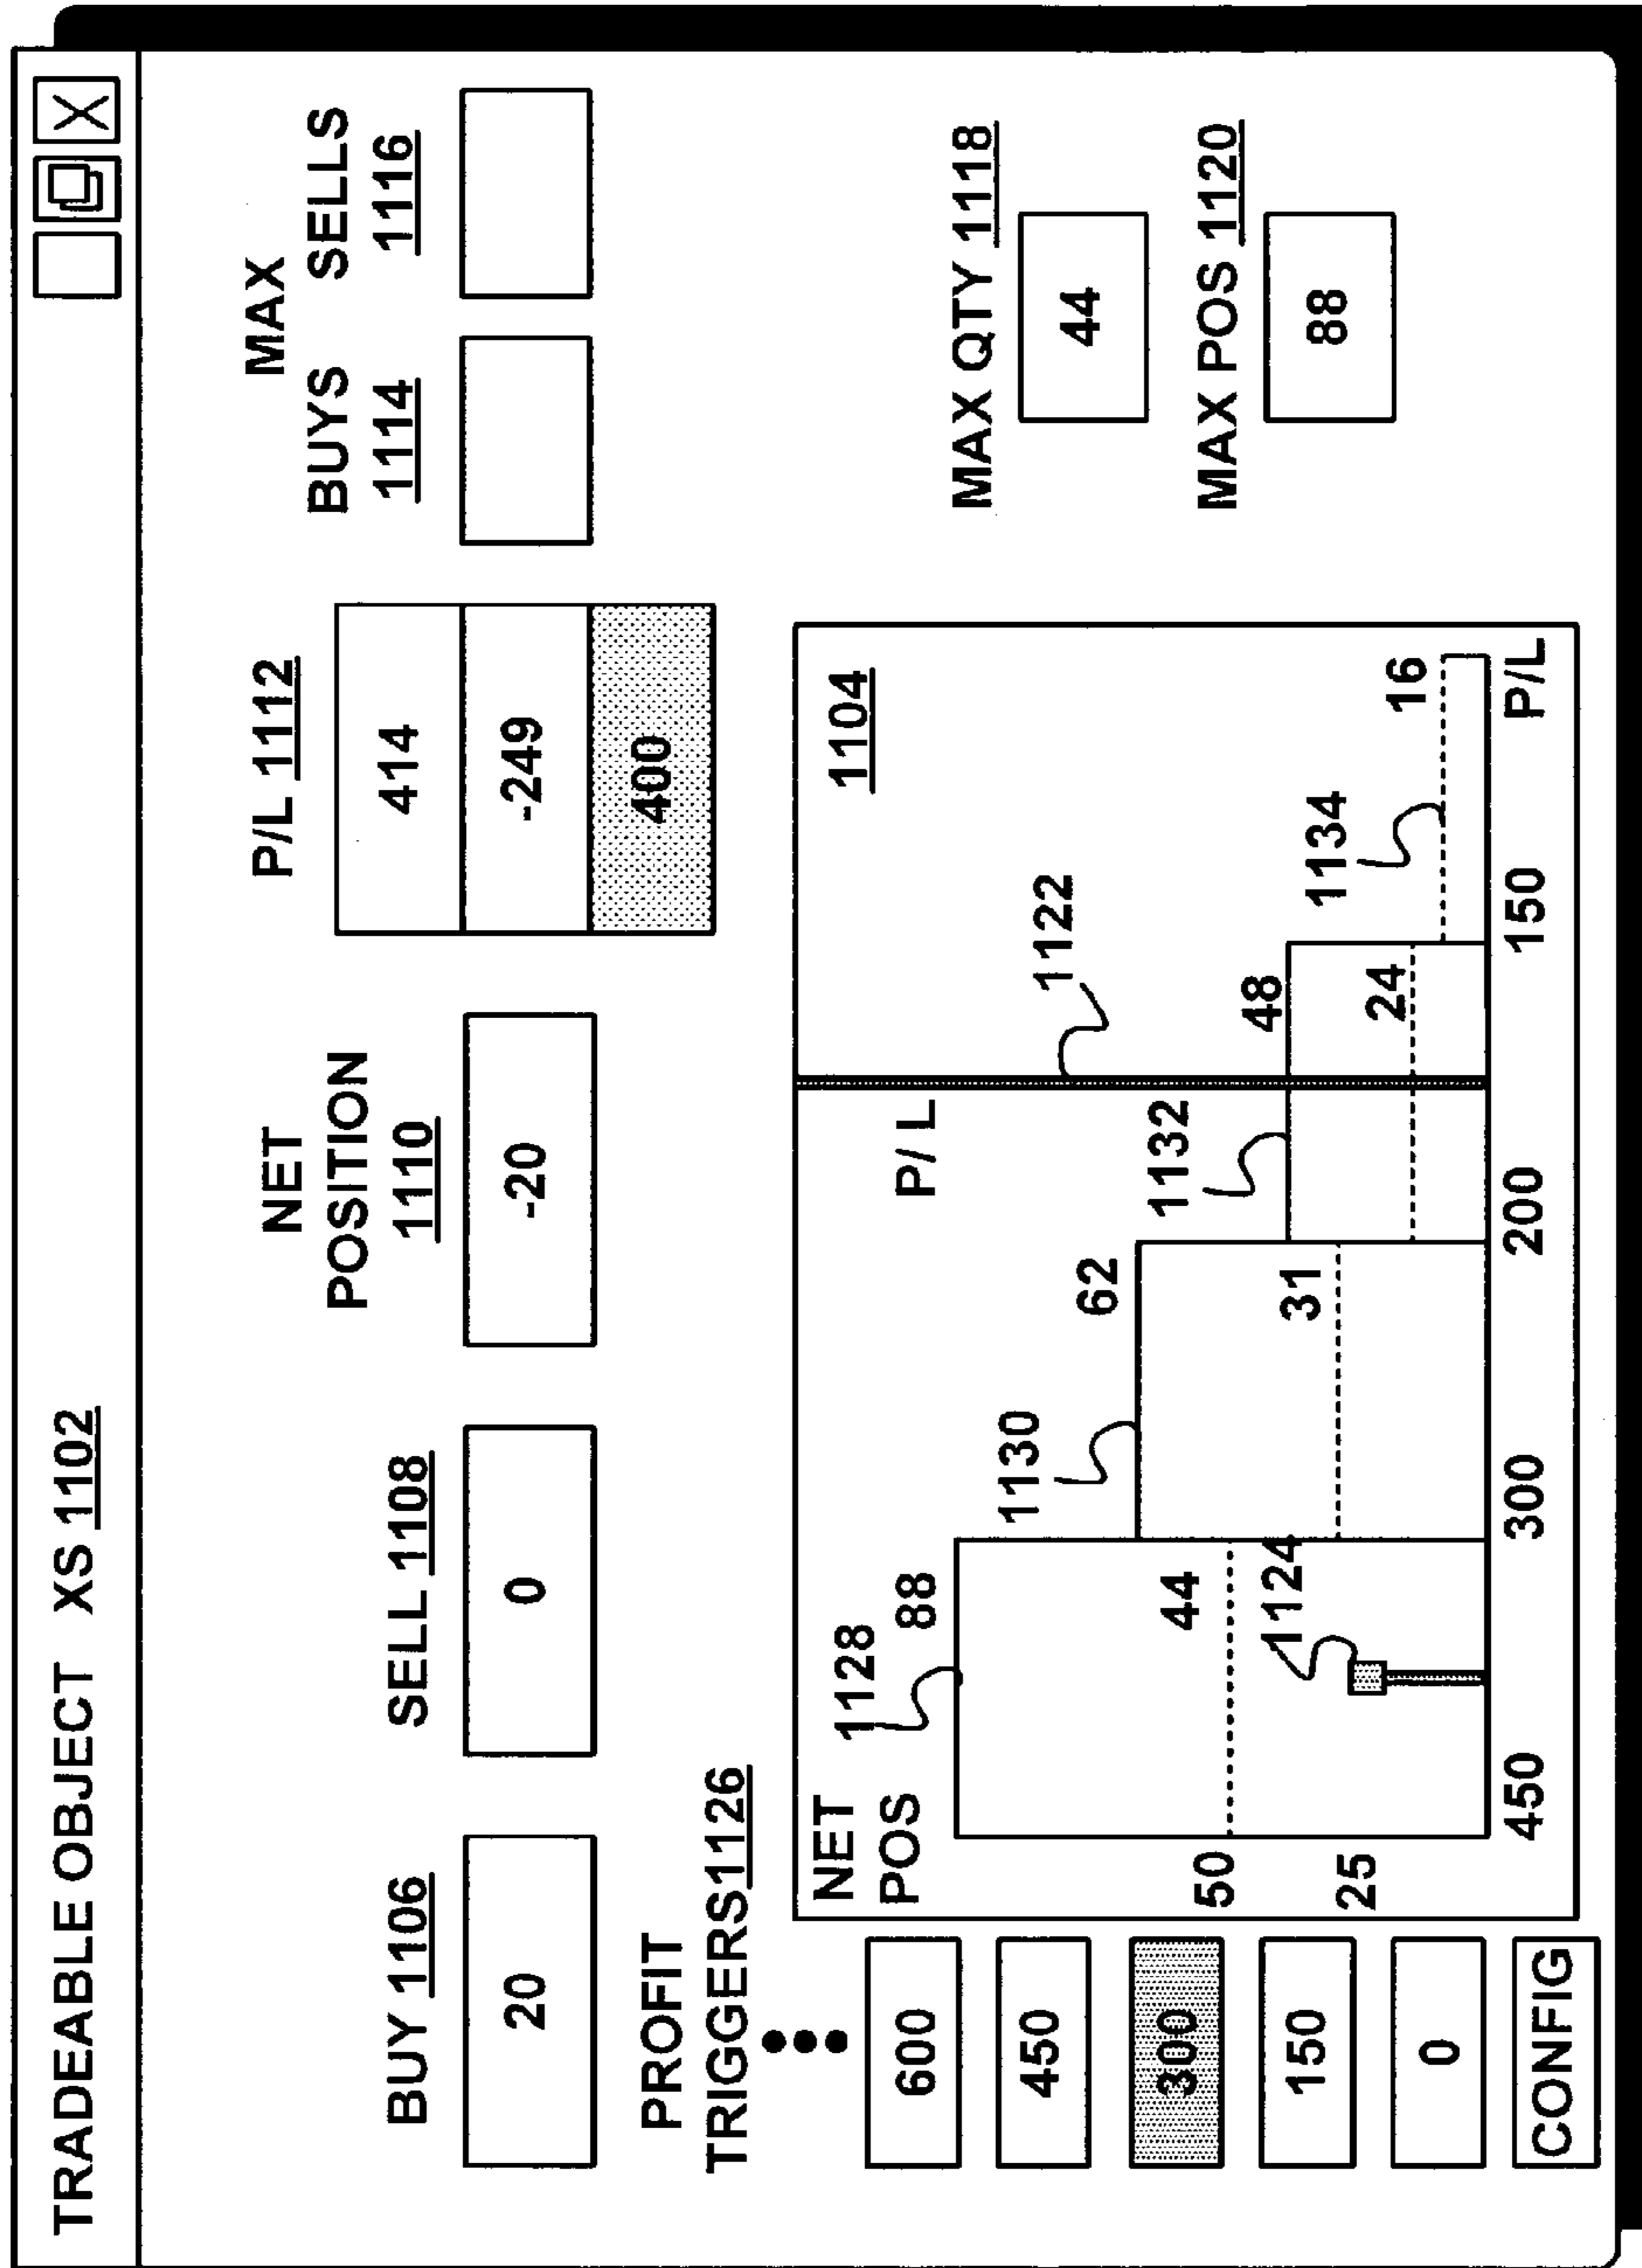 TRADEABLE OBJECT XS 1102
X
BUY 1106
20
SELL 1108
0
NET
POSITION
1110
-20
P/L 1112
414
-249
400
MAX
BUYS
1114
SELLS
1116
PROFIT
TRIGGERS1126
600
450
300
150
0
CONFIG
NET
POS
50
25
1128
88
44
1124
1130
62
31
P/ L
1132
1122
48
24
1104
1134
16
450
300
200
150
P/L
MAX QTY 1118
44
MAX POS 1120
88